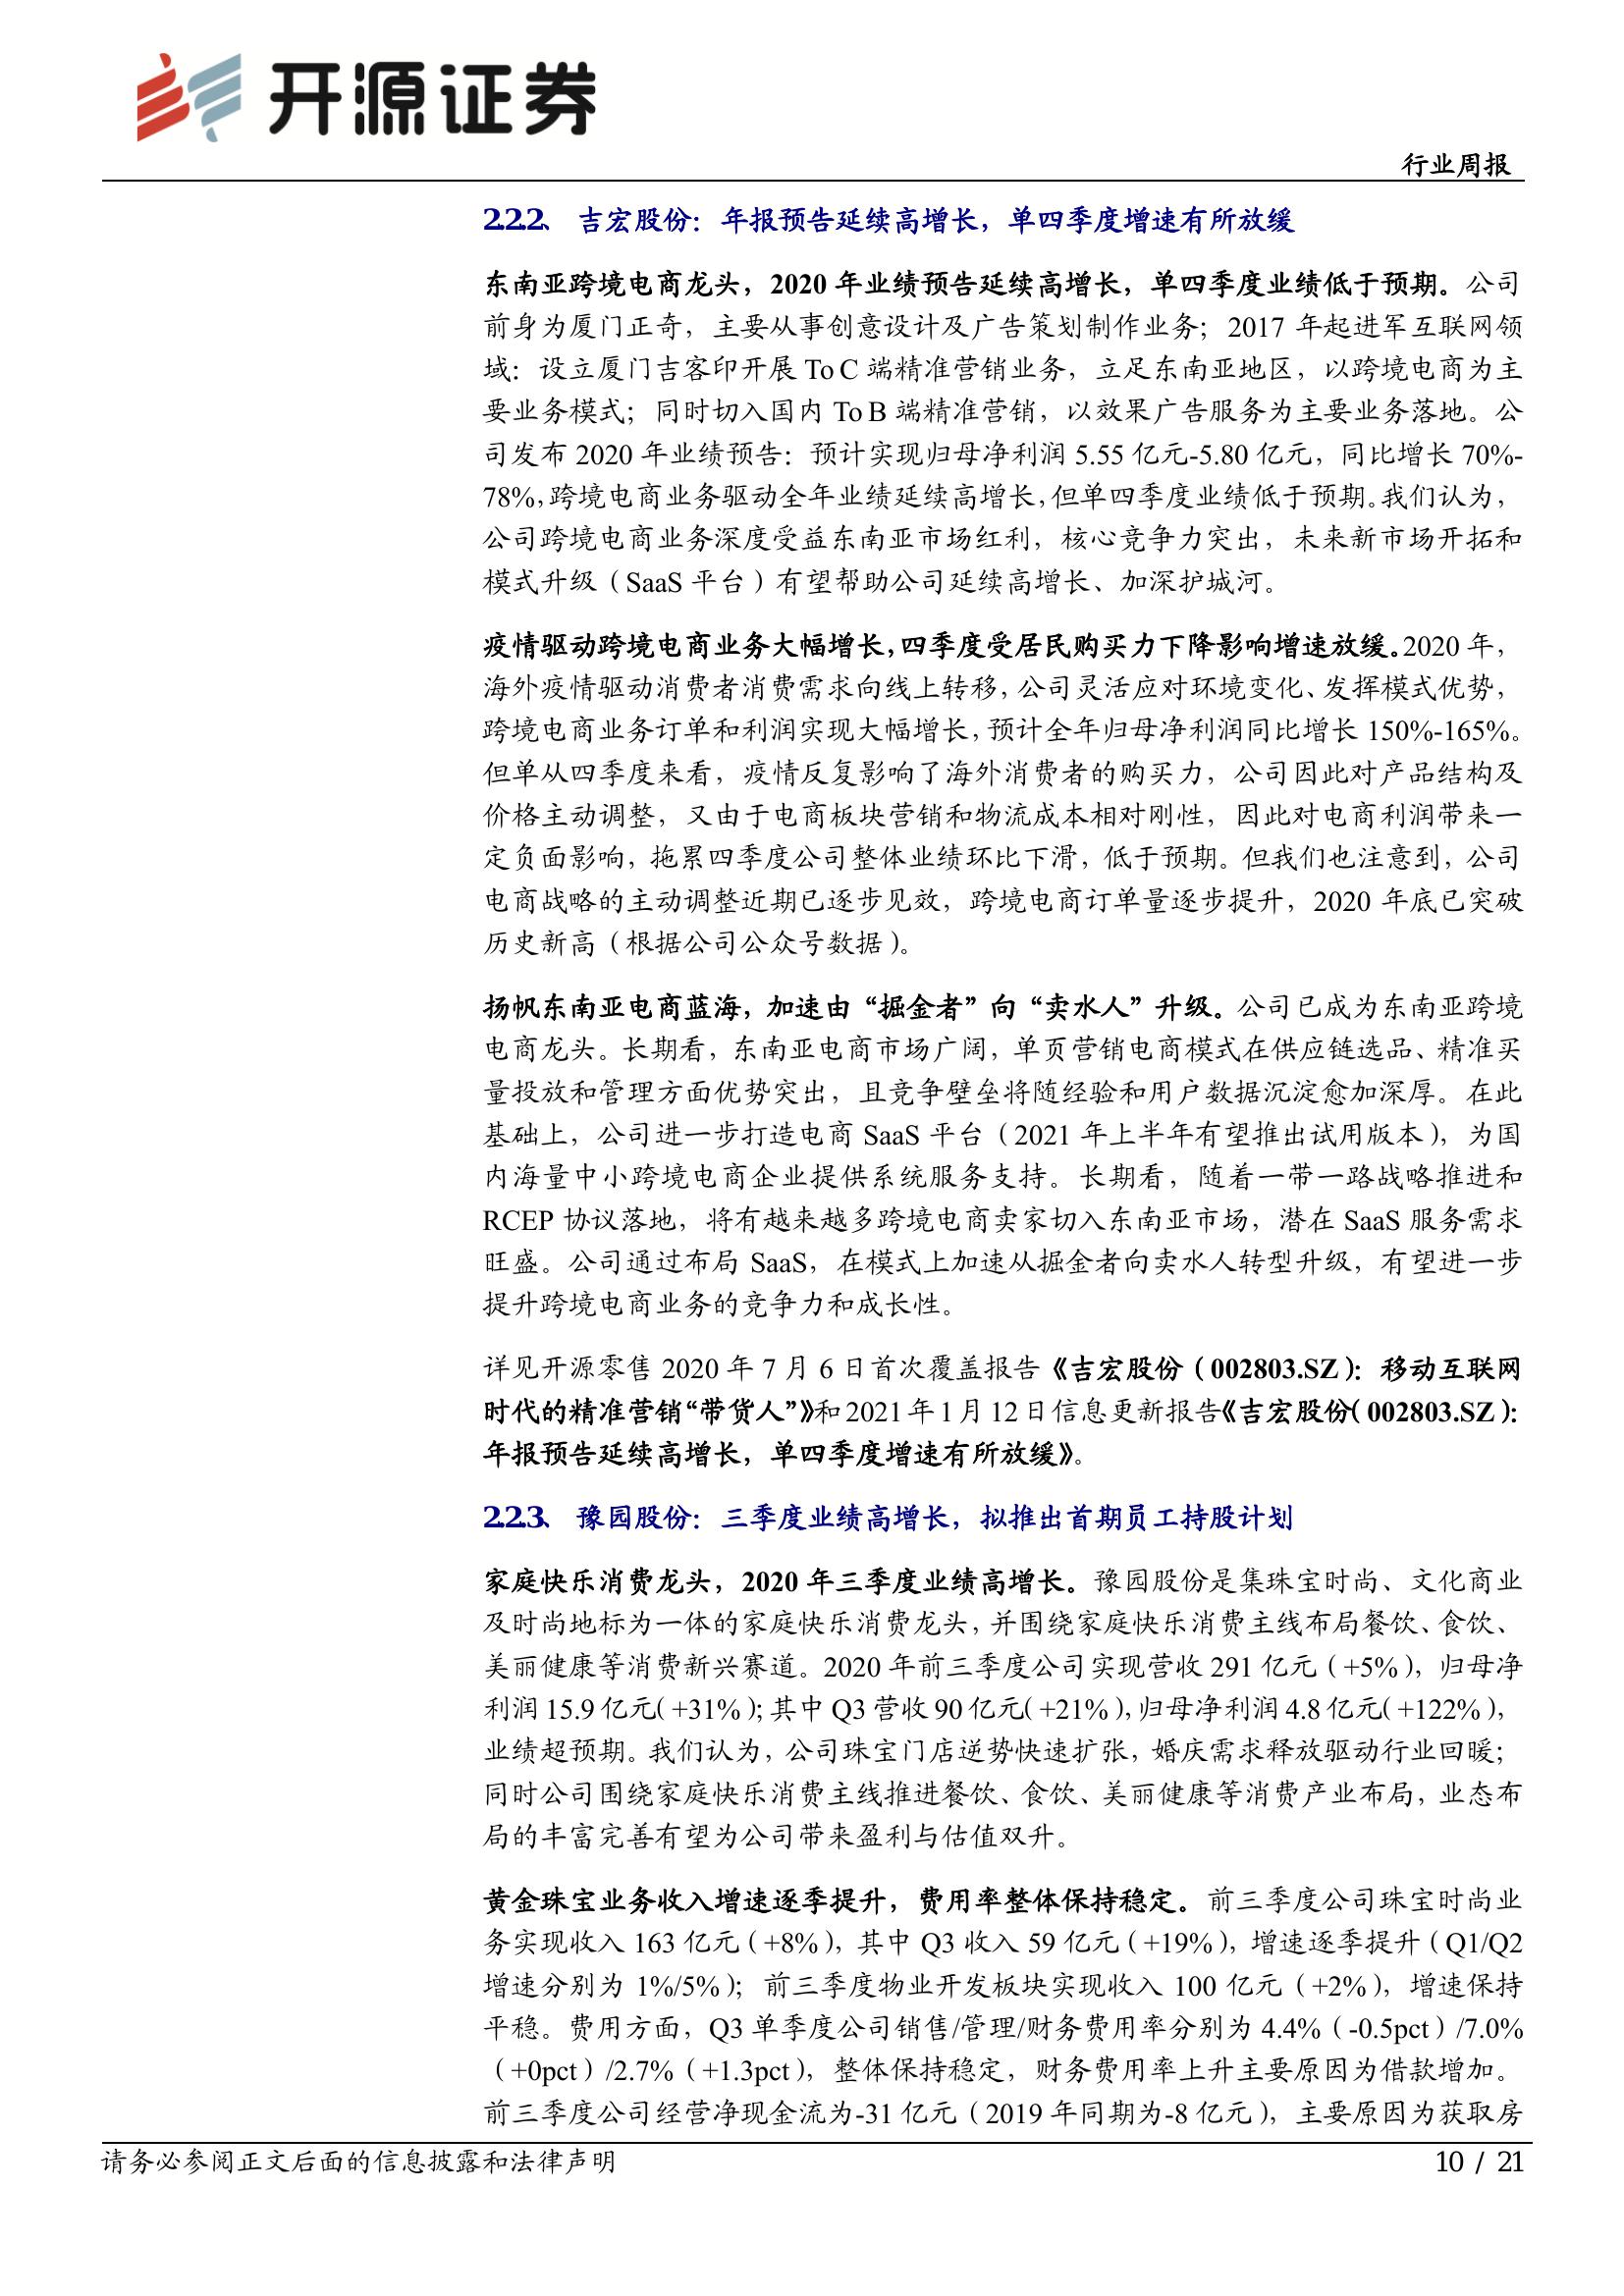 开源证券
行业周报
2.2.2、 吉宏股份：年报预告延续高增长，单四季度增速有所放缓
东南亚跨境电商龙头，2020 年业绩预告延续高增长，单四季度业绩低于预期。公司
前身为厦门正奇，主要从事创意设计及广告策划制作业务；2017 年起进军互联网领
域：设立厦门吉客印开展 To C 端精准营销业务，立足东南亚地区，以跨境电商为主
要业务模式；同时切入国内 To B 端精准营销，以效果广告服务为主要业务落地。公
司发布 2020 年业绩预告：预计实现归母净利润 5.55 亿元-5.80 亿元，同比增长 70%-
78%，跨境电商业务驱动全年业绩延续高增长，但单四季度业绩低于预期。我们认为，
公司跨境电商业务深度受益东南亚市场红利，核心竞争力突出，未来新市场开拓和
模式升级（SaaS 平台）有望帮助公司延续高增长、加深护城河。
疫情驱动跨境电商业务大幅增长，四季度受居民购买力下降影响增速放缓。2020 年，
海外疫情驱动消费者消费需求向线上转移，公司灵活应对环境变化、发挥模式优势，
跨境电商业务订单和利润实现大幅增长，预计全年归母净利润同比增长 150%-165%。
但单从四季度来看，疫情反复影响了海外消费者的购买力，公司因此对产品结构及
价格主动调整，又由于电商板块营销和物流成本相对刚性，因此对电商利润带来一
定负面影响，拖累四季度公司整体业绩环比下滑，低于预期。但我们也注意到，公司
电商战略的主动调整近期已逐步见效，跨境电商订单量逐步提升，2020 年底已突破
历史新高（根据公司公众号数据）。
扬帆东南亚电商蓝海，加速由“掘金者”向“卖水人”升级。公司已成为东南亚跨境
电商龙头。长期看，东南亚电商市场广阔，单页营销电商模式在供应链选品、精准买
量投放和管理方面优势突出，且竞争壁垒将随经验和用户数据沉淀愈加深厚。在此
基础上，公司进一步打造电商 SaaS 平台（2021 年上半年有望推出试用版本），为国
内海量中小跨境电商企业提供系统服务支持。长期看，随着一带一路战略推进和
RCEP 协议落地，将有越来越多跨境电商卖家切入东南亚市场，潜在 SaaS 服务需求
旺盛。公司通过布局 SaaS，在模式上加速从掘金者向卖水人转型升级，有望进一步
提升跨境电商业务的竞争力和成长性。
详见开源零售 2020 年 7 月 6 日首次覆盖报告《吉宏股份（002803.SZ）：移动互联网
时代的精准营销“带货人”》和 2021 年 1 月 12 日信息更新报告《吉宏股份（002803.SZ）：
年报预告延续高增长，单四季度增速有所放缓》。
2.2.3、 豫园股份：三季度业绩高增长，拟推出首期员工持股计划
家庭快乐消费龙头，2020 年三季度业绩高增长。豫园股份是集珠宝时尚、文化商业
及时尚地标为一体的家庭快乐消费龙头，并围绕家庭快乐消费主线布局餐饮、食饮、
美丽健康等消费新兴赛道。2020 年前三季度公司实现营收 291 亿元（+5%），归母净
利润 15.9 亿元（+31%）；其中 Q3 营收 90 亿元（+21%），归母净利润 4.8 亿元（+122%），
业绩超预期。我们认为，公司珠宝门店逆势快速扩张，婚庆需求释放驱动行业回暖；
同时公司围绕家庭快乐消费主线推进餐饮、食饮、美丽健康等消费产业布局，业态布
局的丰富完善有望为公司带来盈利与估值双升。
黄金珠宝业务收入增速逐季提升，费用率整体保持稳定。前三季度公司珠宝时尚业
务实现收入 163 亿元（+8%），其中 Q3 收入 59 亿元（+19%），增速逐季提升（Q1/Q2
增速分别为 1%/5%）；前三季度物业开发板块实现收入 100 亿元（+2%），增速保持
平稳。费用方面，Q3 单季度公司销售/管理/财务费用率分别为 4.4%（-0.5pct）/7.0%
（+0pct）/2.7%（+1.3pct），整体保持稳定，财务费用率上升主要原因为借款增加。
前三季度公司经营净现金流为-31 亿元（2019 年同期为-8 亿元），主要原因为获取房
请务必参阅正文后面的信息披露和法律声明
10 / 21